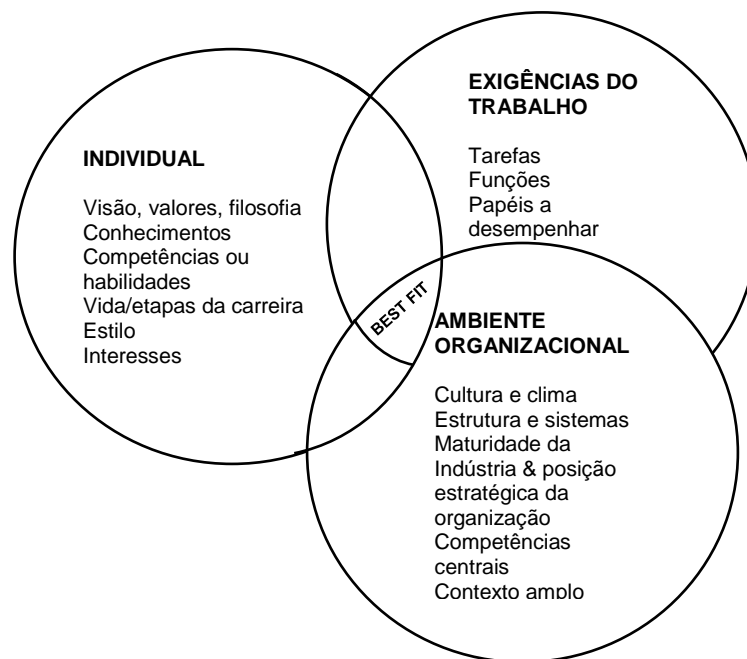 INDIVIDUAL
Visão, valores, filosofia
Conhecimentos
Competências ou
habilidades
Vida/etapas da carreira
Estilo
Interesses
EXIGÊNCIAS DO
TRABALHO
Tarefas
Funções
Papéis a
desempenhar
BEST FIT
AMBIENTE
ORGANIZACIONAL
Cultura e clima
Estrutura e sistemas
Maturidade da
Indústria & posição
estratégica da
organização
Competências
centrais
Contexto amplo